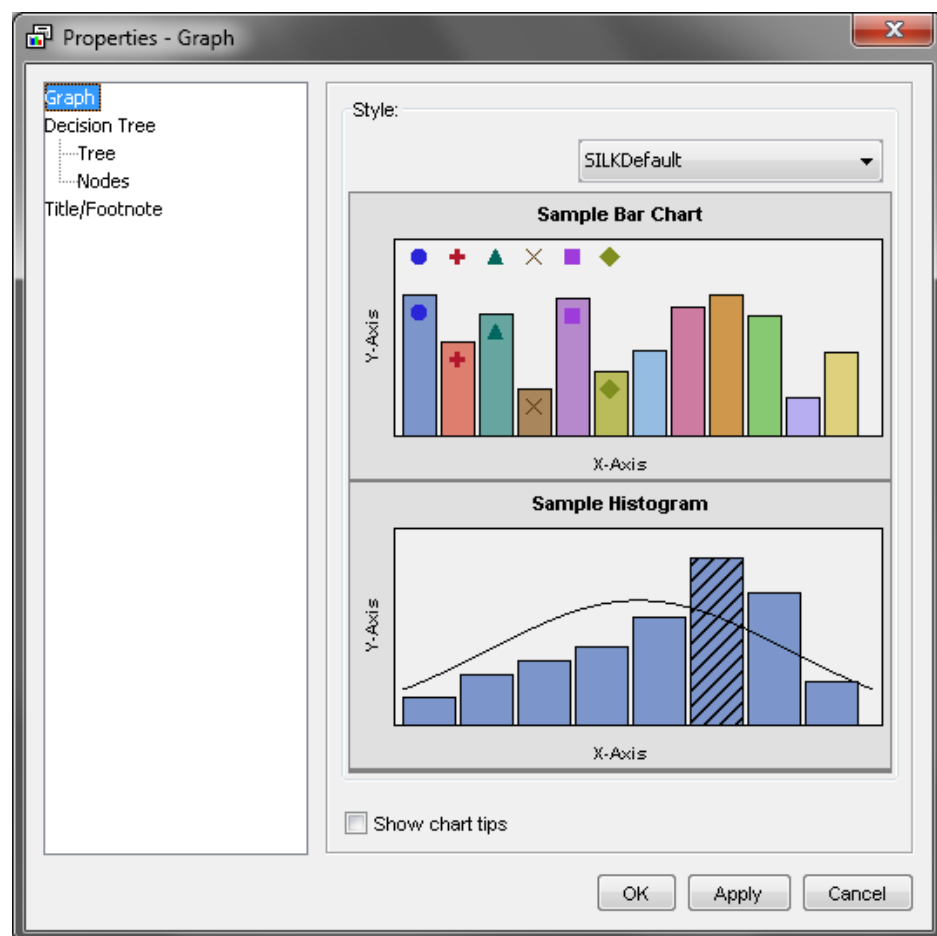 Properties - Graph
Graph
Decision Tree
Tree
Nodes
Title/Footnote
Style:
SILKDefault
Sample Bar Chart
Y-Axis
X-Axis
Sample Histogram
Y-Axis
X-Axis
Show chart tips
OK
Apply
Cancel